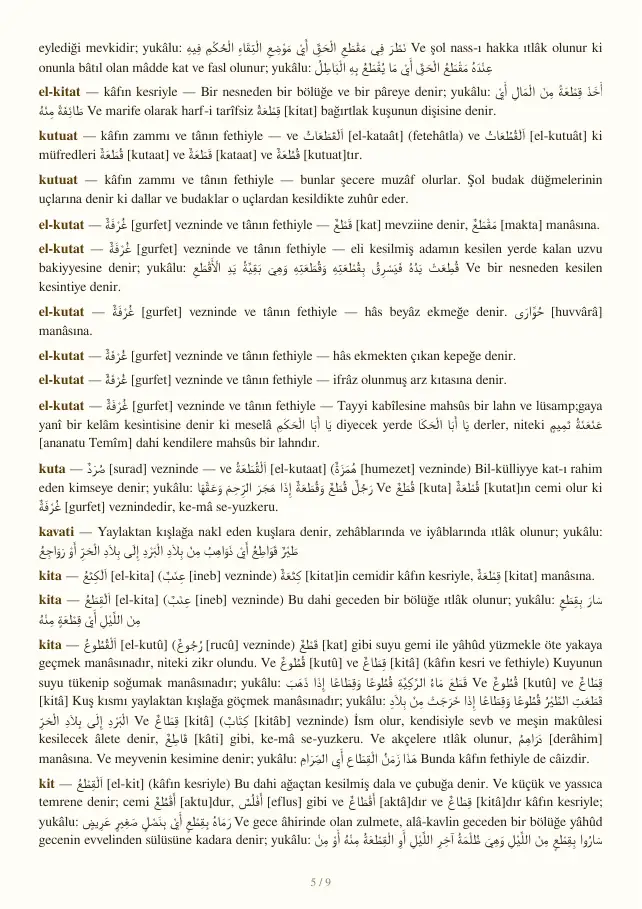 eylediği mevkidir; yukâlu: نَظَرَ فِي مَقْطَعِ الْحَقِّ أَيْ مَوْضِعِ الْتِقَاءِ الْحُكْمِ فِيهِ Ve şol nass-ı hakka ıtlâk olunur ki
onunla bâtıl olan mâdde kat ve fasl olunur; yukâlu: عِنْدَهُ مَقْطَعُ الْحَقِّ أَيْ مَا يُقْطَعُ بِهِ الْبَاطِلُ
el-kitat — kâfın kesriyle — Bir nesneden bir bölüğe ve bir pâreye denir; yukâlu: أَخَذَ قِطْعَةً مِنَ الْمَالِ أَيْ
طَائِفَةً مِنْهُ Ve marife olarak harf-i tarîfsiz قِطْعَةُ [kitat] bağırtlak kuşunun dişisine denir.
kutuat — kâfın zammı ve tânın fethiyle — ve اَلْقَطَعَاتُ [el-kataât] (fetehâtla) ve اَلْقُطُعَاتُ [el-kutuât] ki
müfredleri قُطَعَةٌ [kutaat] ve قَطَعَةٌ [kataat] ve قُطُعَةٌ [kutuat]tır.
kutuat — kâfın zammı ve tânın fethiyle — bunlar şecere muzâf olurlar. Şol budak düğmelerinin
uçlarına denir ki dallar ve budaklar o uçlardan kesildikte zuhûr eder.
el-kutat — غُرْفَةٌ [gurfet] vezninde ve tânın fethiyle — قَطْعٌ [kat] mevziine denir, مَقْطَعٌ [makta] manâsına.
el-kutat — غُرْفَةٌ [gurfet] vezninde ve tânın fethiyle — eli kesilmiş adamın kesilen yerde kalan uzvu
bakiyyesine denir; yukâlu: قُطِعَتْ يَدُهُ فَيَسْرِقُ بِقُطْعَتِهِ وَقَطَعَتِهِ وَهِيَ بَقِيَّةُ يَدِ الْأَقْطَعِ Ve bir nesneden kesilen
kesintiye denir.
el-kutat — غُرْفَةٌ [gurfet] vezninde ve tânın fethiyle — hâs beyâz ekmeğe denir. حُوَّارَى [huvvârâ]
manâsına.
el-kutat — غُرْفَةٌ [gurfet] vezninde ve tânın fethiyle — hâs ekmekten çıkan kepeğe denir.
el-kutat — غُرْفَةٌ [gurfet] vezninde ve tânın fethiyle — ifrâz olunmuş arz kıtasına denir.
el-kutat — غُرْفَةٌ [gurfet] vezninde ve tânın fethiyle — Tayyi kabîlesine mahsûs bir lahn ve lüsamp;gaya
yanî bir kelâm kesintisine denir ki meselâ يَا أَبَا الْحَكَمِ diyecek yerde يَا أَبَا الْحَكَا derler, niteki عَنْعَنَةُ تَمِيمٍ
[ananatu Temîm] dahi kendilere mahsûs bir lahndır.
kuta — صُرَدٌ [surad] vezninde — ve اَلْقُطَعَةُ [el-kutaat] (هُمَزَةٌ [humezet] vezninde) Bil-külliyye kat-ı rahim
eden kimseye denir; yukâlu: رَجُلٌ قُطَعٌ وَقُطَعَةٌ إِذَا هَجَرَ الرَّحِمَ وَعَقَّهَا Ve قُطَعٌ [kuta] قُطْعَةٌ [kutat]ın cemi olur ki
غُرْفَةٌ [gurfet] veznindedir, ke-mâ se-yuzkeru.
kavati — Yaylaktan kışlağa nakl eden kuşlara denir, zehâblarında ve iyâblarında ıtlâk olunur; yukâlu:
طَيْرٌ قَوَاطِعُ أَيْ ذَوَاهِبُ مِنْ بِلَادِ الْبَرْدِ إِلَى بِلَادِ الْحَرِّ أَوْ رَوَاجِعُ
kita — اَلْكِتَعُ [el-kita] (عِنَبٌ [ineb] vezninde) كِتْعَةٌ [kitat]in cemidir kâfın kesriyle, قِطْعَةٌ [kitat] manâsına.
kita — اَلْقِطَعُ [el-kita] (عِنَبٌ [ineb] vezninde) Bu dahi geceden bir bölüğe ıtlâk olunur; yukâlu: سَارَ بِقِطَعٍ
مِنَ اللَّيْلِ أَيْ قِطْعَةٍ مِنْهُ
kita — اَلْقُطُوعُ [el-kutû] (رُجُوعٌ [rucû] vezninde) قَطْعٌ [kat] gibi suyu gemi ile yâhûd yüzmekle öte yakaya
geçmek manâsınadır, niteki zikr olundu. Ve قُطُوعٌ [kutû] ve قِطَاعٌ [kitâ] (kâfın kesri ve fethiyle) Kuyunun
suyu tükenip soğumak manâsınadır; yukâlu: قَطَعَ مَاءُ الرَّكِيَّةِ قُطُوعًا وَقِطَاعًا إِذَا ذَهَبَ Ve قُطُوعٌ [kutû] ve قِطَاعٌ
[kitâ] Kuş kısmı yaylaktan kışlağa göçmek manâsınadır; yukâlu: قَطَعَتِ الطَّيْرُ قُطُوعًا وَقِطَاعًا إِذَا خَرَجَتْ مِنْ بِلَادِ
الْبَرْدِ إِلَى بِلَادِ الْحَرِّ Ve قِطَاعٌ [kitâ] (كِتَابٌ [kitâb] vezninde) İsm olur, kendisiyle sevb ve meşin makûlesi
kesilecek âlete denir, قَاطِعٌ [kâti] gibi, ke-mâ se-yuzkeru. Ve akçelere ıtlâk olunur, دَرَاهِمُ [derâhim]
manâsına. Ve meyvenin kesimine denir; yukâlu: هَذَا زَمَنُ الْقِطَاعِ أَيِ الصِّرَامِ Bunda kâfın fethiyle de câizdir.
kit — اَلْقِطْعُ [el-kit] (kâfın kesriyle) Bu dahi ağaçtan kesilmiş dala ve çubuğa denir. Ve küçük ve yassıca
temrene denir; cemi أَقْطُعٌ [aktu]dur, أَفْلُسٌ [eflus] gibi ve أَقْطَاعٌ [aktâ]dır ve قِطَاعٌ [kitâ]dır kâfın kesriyle;
yukâlu: رَمَاهُ بِقِطْعٍ أَيْ بِنَصْلٍ صَغِيرٍ عَرِيضٍ Ve gece âhirinde olan zulmete, alâ-kavlin geceden bir bölüğe yâhûd
gecenin evvelinden sülüsüne kadara denir; yukâlu: سَارُوا بِقِطْعٍ مِنَ اللَّيْلِ وَهِيَ ظُلْمَةُ آخِرِ اللَّيْلِ أَوِ الْقِطْعَةُ مِنْهُ أَوْ مِنْ
5 / 9